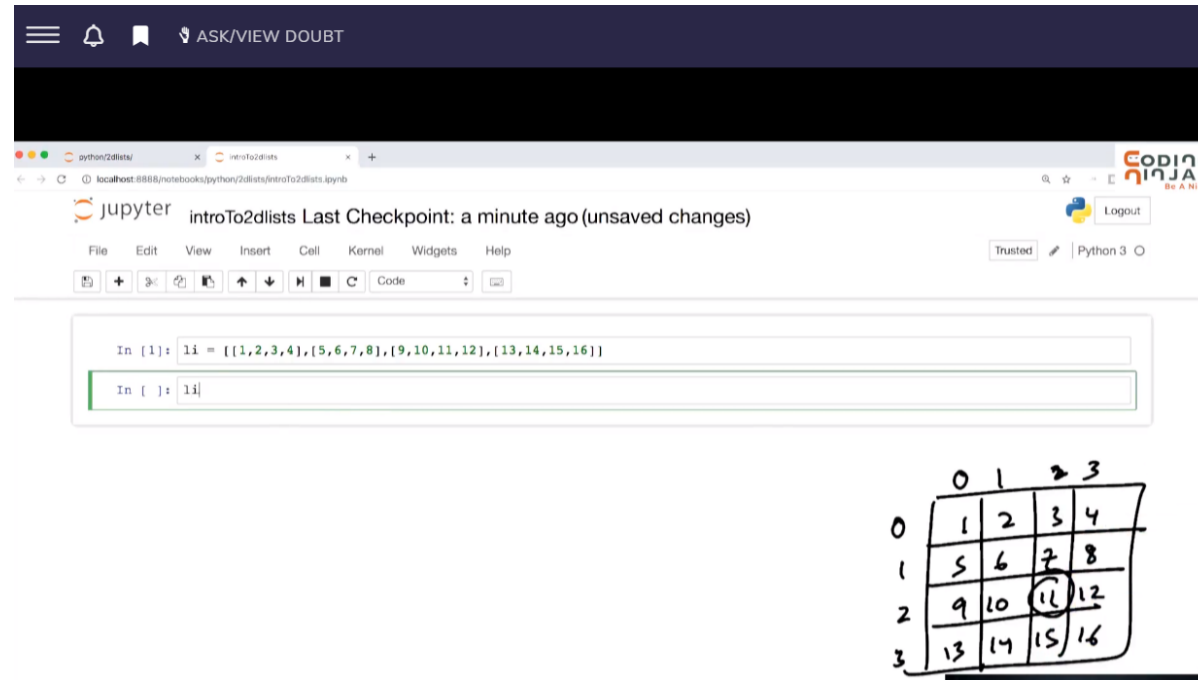 ASK/VIEW DOUBT
python/2dlists/ × introTo2dlists × +
localhost:8888/notebooks/python/2dlists/introTo2dlists.ipynb
CODIN
NINJA
Be A Ni
jupyter introTo2dlists Last Checkpoint: a minute ago (unsaved changes)
Logout
File Edit View Insert Cell Kernel Widgets Help
Trusted Python 3
Code
In [1]: li = [[1,2,3,4],[5,6,7,8],[9,10,11,12],[13,14,15,16]]
In [ ]: li
0 1 2 3
0 1 2 3 4
1 5 6 7 8
2 9 10 11 12
3 13 14 15 16